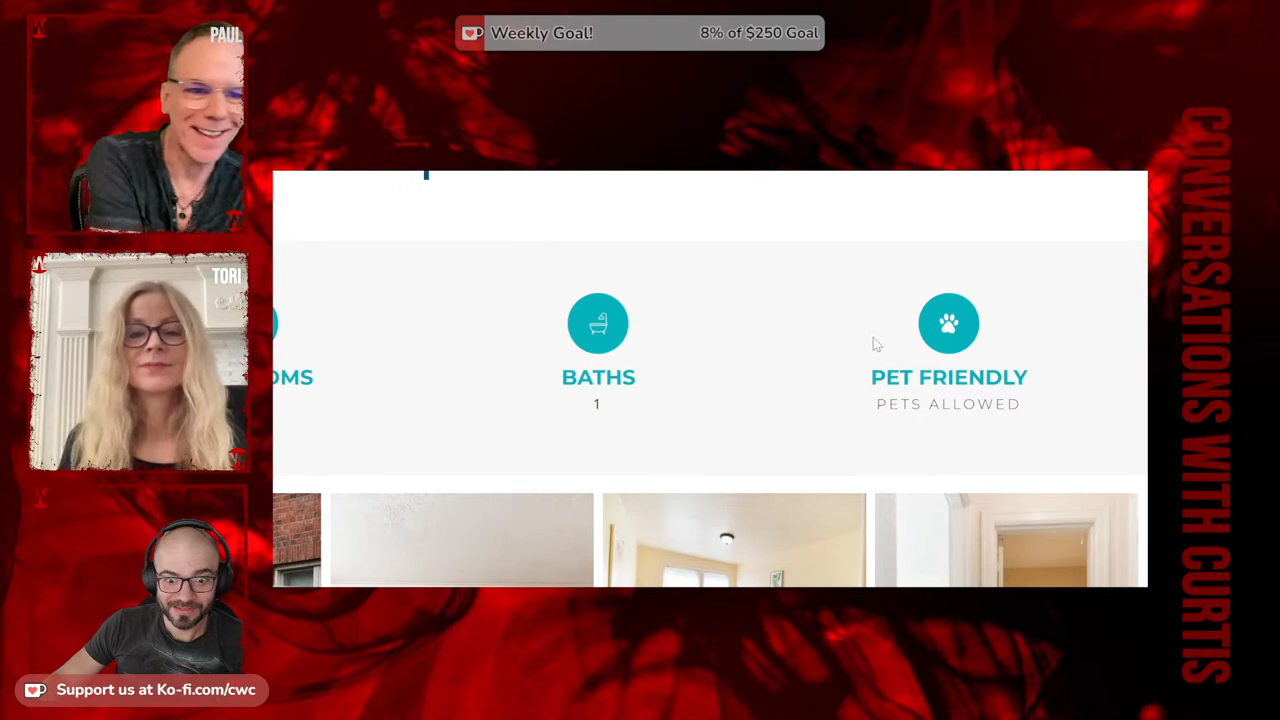 PAUL
Weekly Goal!
8% of $250 Goal
TORI
OMS
BATHS
1
PET FRIENDLY
PETS ALLOWED
CONVERSATIONS WITH CURTIS
Support us at Ko-fi.com/cwc